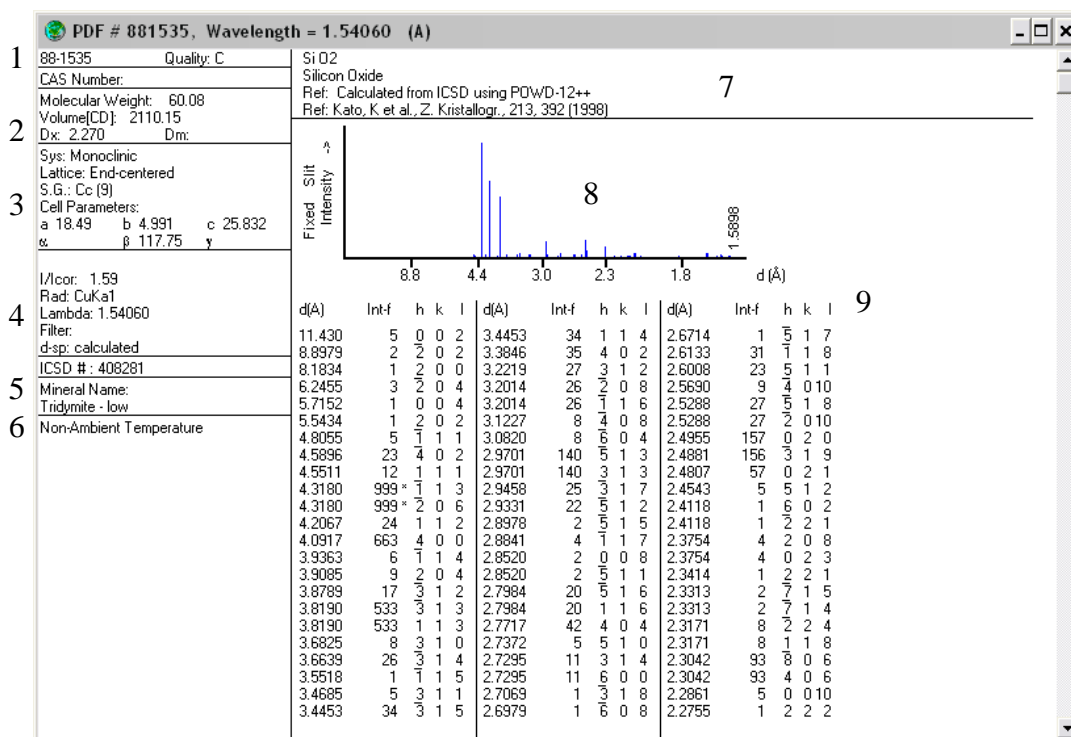 PDF # 881535, Wavelength = 1.54060 (A)
1
88-1535 Quality: C
CAS Number:
Molecular Weight: 60.08
Volume[CD]: 2110.15
2
Dx: 2.270 Dm:
Sys: Monoclinic
Lattice: End-centered
S.G.: Cc (9)
3
Cell Parameters:
a 18.49 b 4.991 c 25.832
α β 117.75 γ
I/Icor: 1.59
Rad: CuKa1
4
Lambda: 1.54060
Filter:
d-sp: calculated
ICSD # : 408281
5
Mineral Name:
Tridymite - low
6
Non-Ambient Temperature
Si O2
Silicon Oxide
7
Ref: Calculated from ICSD using POWD-12++
Ref: Kato, K et al., Z. Kristallogr., 213, 392 (1998)
Fixed Slit
Intensity ->
8
1.5898
8.8 4.4 3.0 2.3 1.8 d (Å)
9
d(A) Int-f h k l d(A) Int-f h k l d(A) Int-f h k l
11.430 5 0 0 2 3.4453 34 1 1 4 2.6714 1 5 1 7
8.8979 2 2 0 2 3.3846 35 4 0 2 2.6133 31 1 1 8
8.1834 1 2 0 0 3.2219 27 3 1 2 2.6008 23 5 1 1
6.2455 3 2 0 4 3.2014 26 2 0 8 2.5690 9 4 0 10
5.7152 1 0 0 4 3.2014 26 1 1 6 2.5288 27 5 1 8
5.5434 1 2 0 2 3.1227 8 4 0 8 2.5288 27 2 0 10
4.8055 5 1 1 1 3.0820 8 6 0 4 2.4955 157 0 2 0
4.5896 23 4 0 2 2.9701 140 5 1 3 2.4881 156 3 1 9
4.5511 12 1 1 1 2.9701 140 3 1 3 2.4807 57 0 2 1
4.3180 999 * 1 1 3 2.9458 25 3 1 7 2.4543 5 5 1 2
4.3180 999 * 2 0 6 2.9331 22 5 1 2 2.4118 1 6 0 2
4.2067 24 1 1 2 2.8978 2 5 1 5 2.4118 1 2 2 1
4.0917 663 4 0 0 2.8841 4 1 1 7 2.3754 4 2 0 8
3.9363 6 1 1 4 2.8520 2 0 0 8 2.3754 4 0 2 3
3.9085 9 2 0 4 2.8520 2 5 1 1 2.3414 1 2 2 1
3.8789 17 3 1 2 2.7984 20 5 1 6 2.3313 2 7 1 5
3.8190 533 3 1 3 2.7984 20 1 1 6 2.3313 2 7 1 4
3.8190 533 1 1 3 2.7717 42 4 0 4 2.3171 8 2 2 4
3.6825 8 3 1 0 2.7372 5 5 1 0 2.3171 8 1 1 8
3.6639 26 3 1 4 2.7295 11 3 1 4 2.3042 93 8 0 6
3.5518 1 1 1 5 2.7295 11 6 0 0 2.3042 93 4 0 6
3.4685 5 3 1 1 2.7069 1 3 1 8 2.2861 5 0 0 10
3.4453 34 3 1 5 2.6979 1 6 0 8 2.2755 1 2 2 2